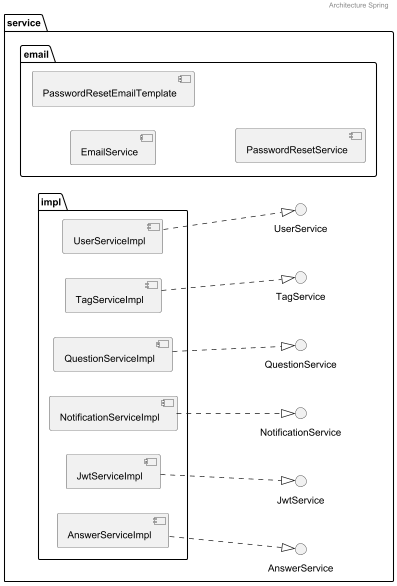 Architecture Spring
service
email
PasswordResetEmailTemplate
EmailService
PasswordResetService
impl
UserServiceImpl
UserService
TagServiceImpl
TagService
QuestionServiceImpl
QuestionService
NotificationServiceImpl
NotificationService
JwtServiceImpl
JwtService
AnswerServiceImpl
AnswerService